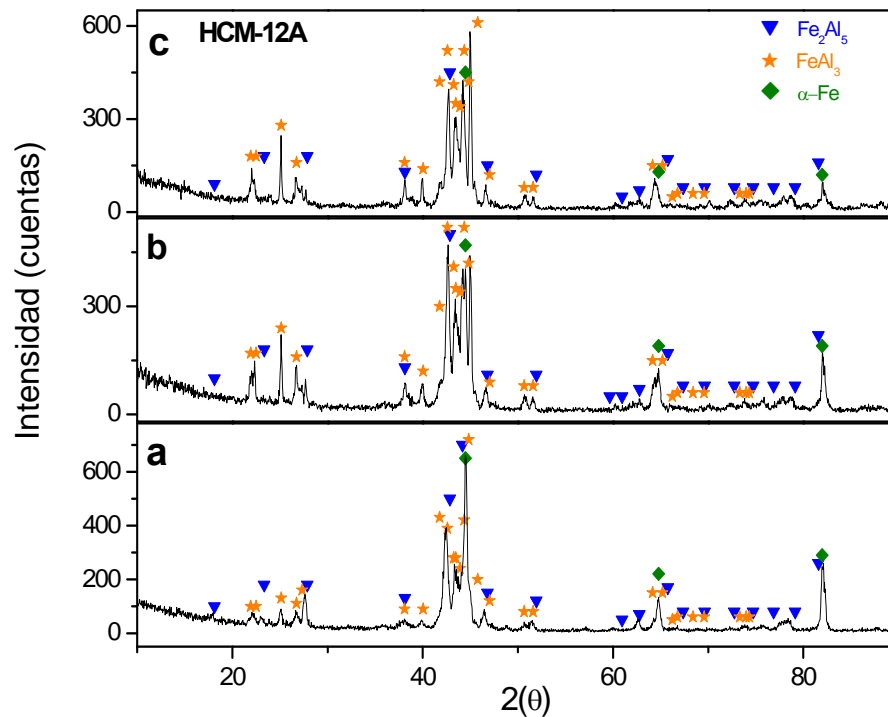 c
HCM-12A
Fe₂Al₅
FeAl₃
α–Fe
600
300
0
b
300
0
a
600
400
200
0
20
40
60
80
Intensidad (cuentas)
2(θ)